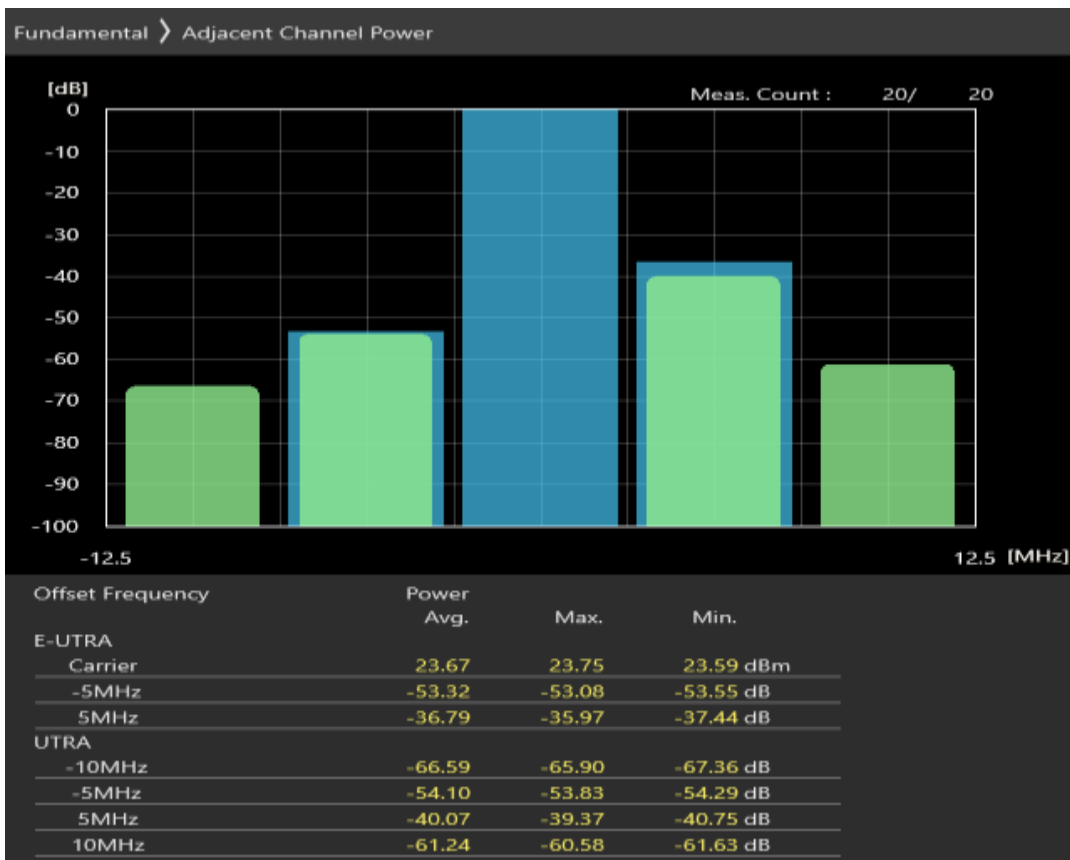 Fundamental 〉 Adjacent Channel Power
[dB]
Meas. Count : 20/ 20
0
-10
-20
-30
-40
-50
-60
-70
-80
-90
-100
-12.5 12.5 [MHz]
Offset Frequency Power
Avg. Max. Min.
E-UTRA
Carrier 23.67 23.75 23.59 dBm
-5MHz -53.32 -53.08 -53.55 dB
5MHz -36.79 -35.97 -37.44 dB
UTRA
-10MHz -66.59 -65.90 -67.36 dB
-5MHz -54.10 -53.83 -54.29 dB
5MHz -40.07 -39.37 -40.75 dB
10MHz -61.24 -60.58 -61.63 dB